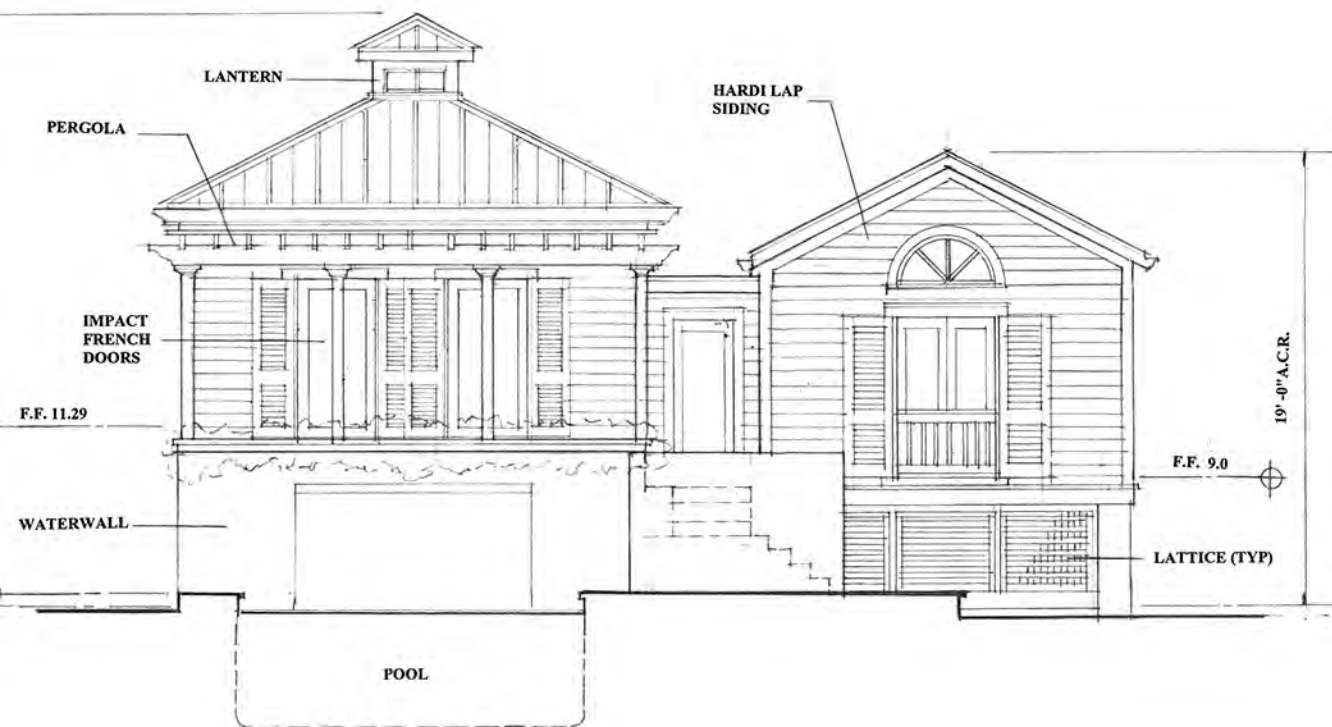 LANTERN
PERGOLA
HARDI LAP
SIDING
IMPACT
FRENCH
DOORS
F.F. 11.29
19' -0" A.C.R.
F.F. 9.0
WATERWALL
LATTICE (TYP)
POOL